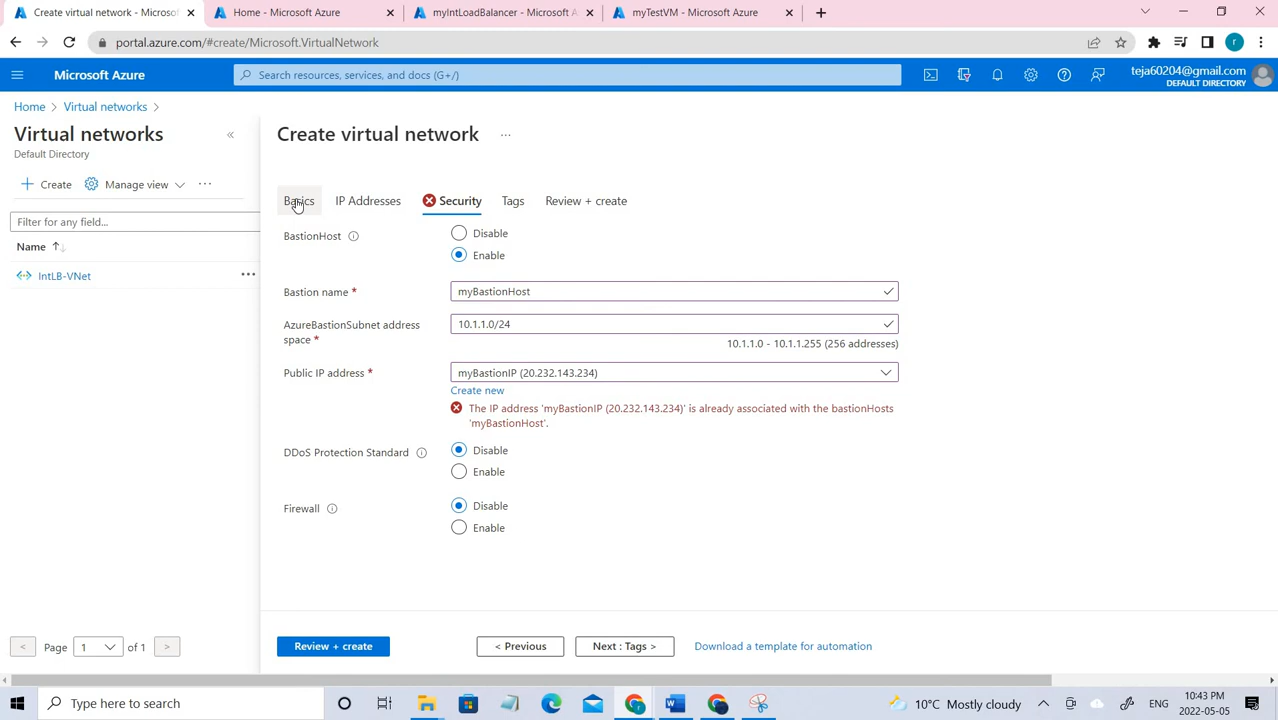 Create virtual network - Microsof
Home - Microsoft Azure
myIntLoadBalancer - Microsoft A
myTestVM - Microsoft Azure
portal.azure.com/#create/Microsoft.VirtualNetwork
Microsoft Azure
Search resources, services, and docs (G+/)
teja60204@gmail.com
DEFAULT DIRECTORY
Home > Virtual networks >
Virtual networks
Default Directory
Create
Manage view
Filter for any field...
Name
IntLB-VNet
Page 1 of 1
Create virtual network
Basics
IP Addresses
Security
Tags
Review + create
BastionHost
Disable
Enable
Bastion name *
myBastionHost
AzureBastionSubnet address
space *
10.1.1.0/24
10.1.1.0 - 10.1.1.255 (256 addresses)
Public IP address *
myBastionIP (20.232.143.234)
Create new
The IP address 'myBastionIP (20.232.143.234)' is already associated with the bastionHosts
'myBastionHost'.
DDoS Protection Standard
Disable
Enable
Firewall
Disable
Enable
Review + create
< Previous
Next : Tags >
Download a template for automation
Type here to search
10°C Mostly cloudy
ENG
10:43 PM
2022-05-05